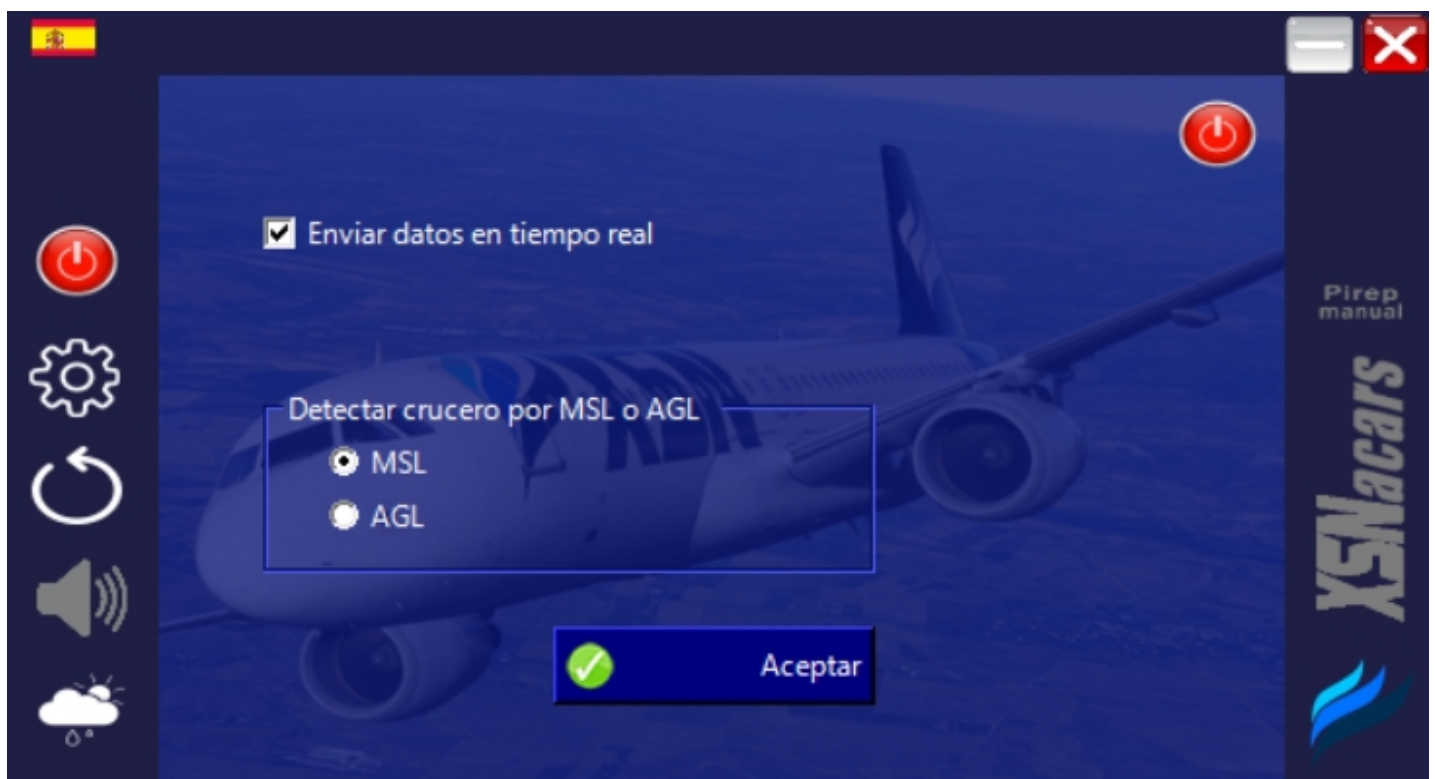 Enviar datos en tiempo real
Detectar crucero por MSL o AGL
MSL
AGL
Aceptar
Pirep
manual
XSNacars